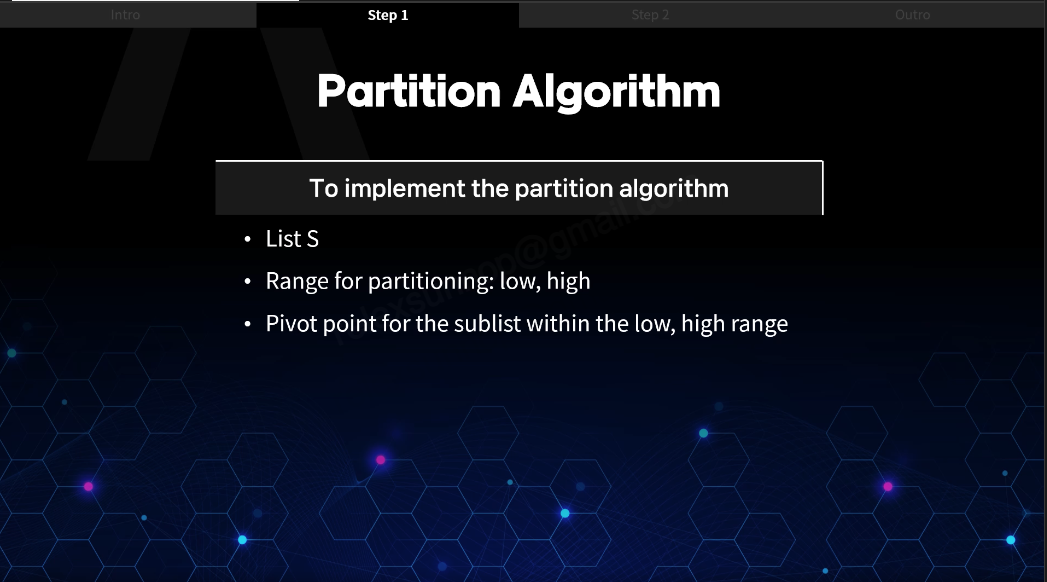 Intro
Step 1
Step 2
Outro
Partition Algorithm
To implement the partition algorithm
• List S
• Range for partitioning: low, high
• Pivot point for the sublist within the low, high range